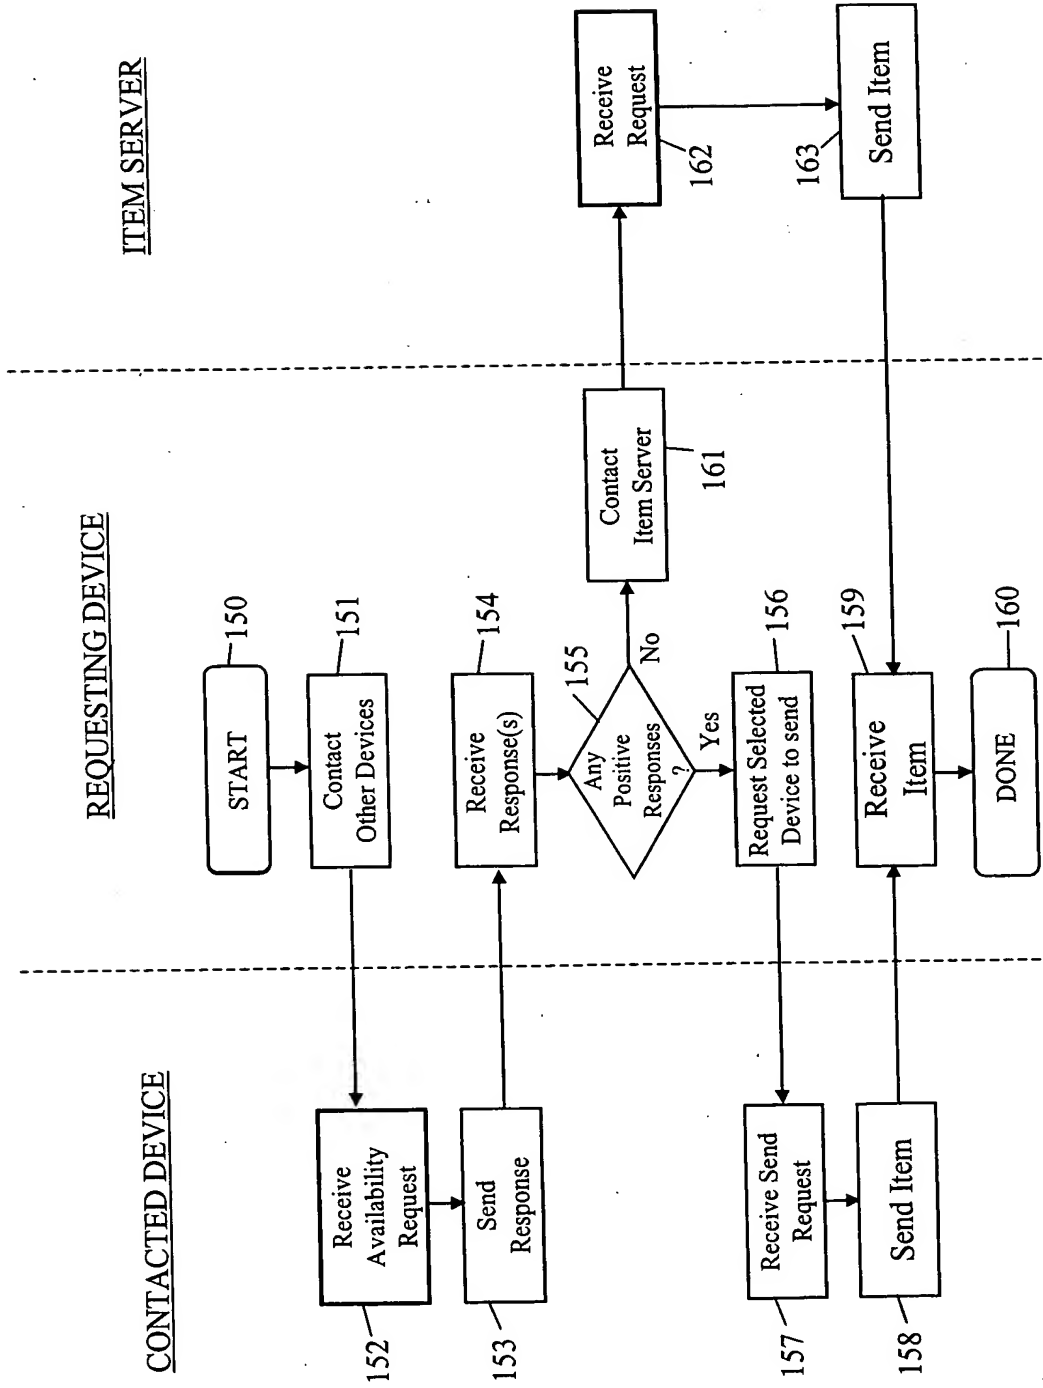 CONTACTED DEVICE
REQUESTING DEVICE
ITEM SERVER
START
150
Contact
Other Devices
151
Receive
Availability
Request
152
Send
Response
153
Receive
Response(s)
154
Any
Positive
Responses
?
155
No
Yes
Contact
Item Server
161
Receive
Request
162
Send Item
163
Request Selected
Device to send
156
Receive Send
Request
157
Send Item
158
Receive
Item
159
DONE
160